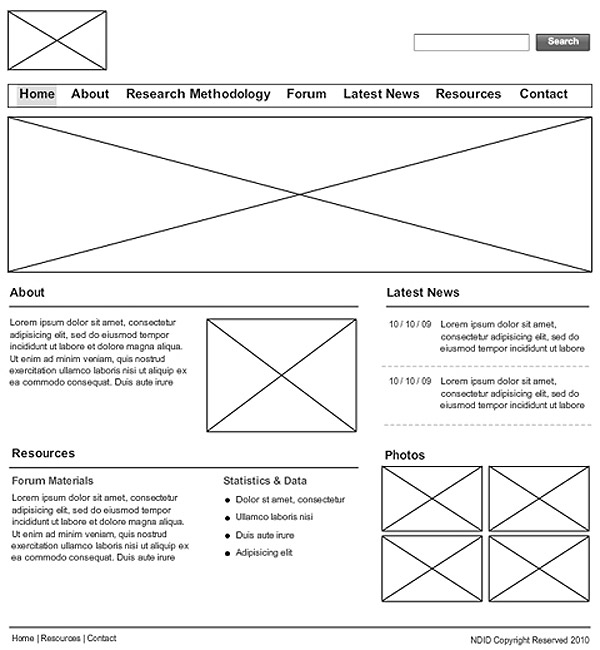 Search
Home About Research Methodology Forum Latest News Resources Contact
About
Lorem ipsum dolor sit amet, consectetur
adipisicing elit, sed do eiusmod tempor
incididunt ut labore et dolore magna aliqua.
Ut enim ad minim veniam, quis nostrud
exercitation ullamco laboris nisi ut aliquip ex
ea commodo consequat. Duis aute irure
Latest News
10 / 10 / 09 Lorem ipsum dolor sit amet,
consectetur adipisicing elit, sed do
eiusmod tempor incididunt ut labore
10 / 10 / 09 Lorem ipsum dolor sit amet,
consectetur adipisicing elit, sed do
eiusmod tempor incididunt ut labore
Resources
Forum Materials
Lorem ipsum dolor sit amet, consectetur
adipisicing elit, sed do eiusmod tempor
incididunt ut labore et dolore magna aliqua.
Ut enim ad minim veniam, quis nostrud
exercitation ullamco laboris nisi ut aliquip ex
ea commodo consequat. Duis aute irure
Statistics & Data
• Dolor st amet, consectetur
• Ullamco laboris nisi
• Duis aute irure
• Adipisicing elit
Photos
Home | Resources | Contact
NDID Copyright Reserved 2010